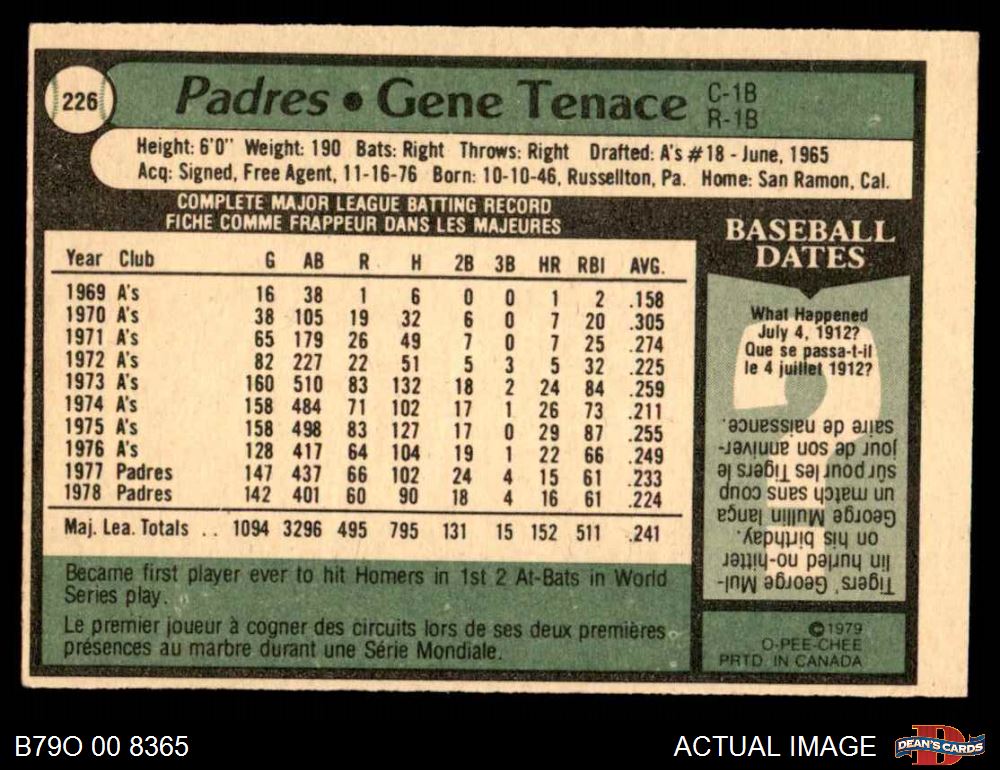 226
Padres • Gene Tenace
C-1B
R-1B
Height: 6'0" Weight: 190 Bats: Right Throws: Right Drafted: A's #18 - June, 1965
Acq: Signed, Free Agent, 11-16-76 Born: 10-10-46, Russellton, Pa. Home: San Ramon, Cal.
COMPLETE MAJOR LEAGUE BATTING RECORD
FICHE COMME FRAPPEUR DANS LES MAJEURES
Year Club G AB R H 2B 3B HR RBI AVG.
1969 A's 16 38 1 6 0 0 1 2 .158
1970 A's 38 105 19 32 6 0 7 20 .305
1971 A's 65 179 26 49 7 0 7 25 .274
1972 A's 82 227 22 51 5 3 5 32 .225
1973 A's 160 510 83 132 18 2 24 84 .259
1974 A's 158 484 71 102 17 1 26 73 .211
1975 A's 158 498 83 127 17 0 29 87 .255
1976 A's 128 417 64 104 19 1 22 66 .249
1977 Padres 147 437 66 102 24 4 15 61 .233
1978 Padres 142 401 60 90 18 4 16 61 .224
Maj. Lea. Totals .. 1094 3296 495 795 131 15 152 511 .241
Became first player ever to hit Homers in 1st 2 At-Bats in World
Series play.
Le premier joueur à cogner des circuits lors de ses deux premières
présences au marbre durant une Série Mondiale.
BASEBALL
DATES
What Happened
July 4, 1912?
Que se passa-t-il
le 4 juillet 1912?
Tigers' George Mul-
lin hurled no-hitter
on his birthday.
George Mullin lança
un match sans coup
sûr pour les Tigers le
jour de son anniver-
saire de naissance.
©1979
O-PEE-CHEE
PRTD. IN CANADA
B79O 00 8365
ACTUAL IMAGE
D
DEAN'S CARDS